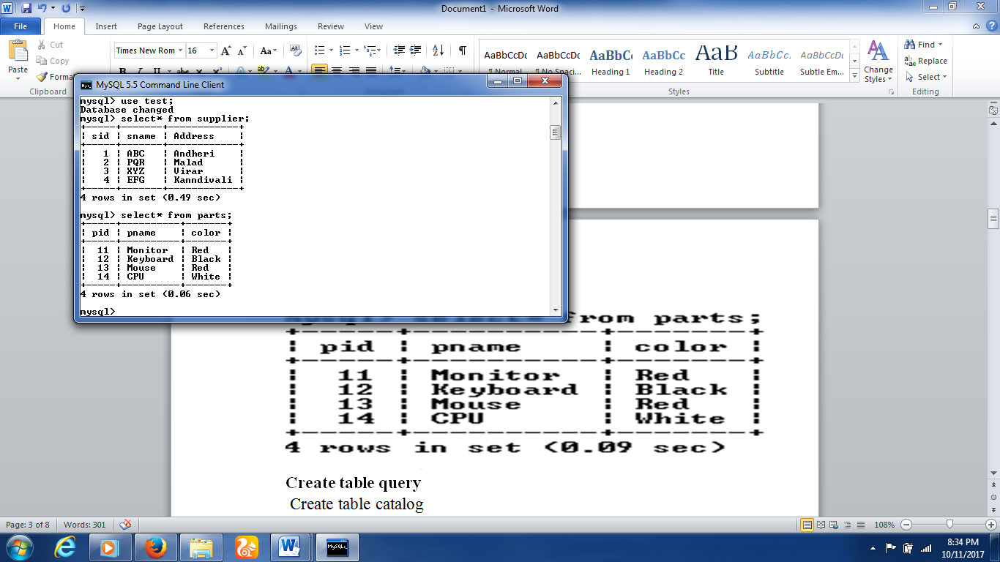 Document1 - Microsoft Word
File Home Insert Page Layout References Mailings Review View
Paste
Cut
Copy
Forma
Clipboard
Times New Rom 16
AaBbCcDc AaBbCcDc AaBbCc AaBbCc AaB AaBbCc. AaBbCcDc
¶ Normal ¶ No Spaci... Heading 1 Heading 2 Title Subtitle Subtle Em...
Styles
Change Styles
Find
Replace
Select
Editing
MySQL 5.5 Command Line Client
mysql> use test;
Database changed
mysql> select* from supplier;
| sid | sname | Address |
| 1 | ABC | Andheri |
| 2 | PQR | Malad |
| 3 | XYZ | Virar |
| 4 | EFG | Kanndivali |
4 rows in set (0.49 sec)
mysql> select* from parts;
| pid | pname | color |
| 11 | Monitor | Red |
| 12 | Keyboard | Black |
| 13 | Mouse | Red |
| 14 | CPU | White |
4 rows in set (0.06 sec)
mysql>
from parts;
| pid | pname | color |
| 11 | Monitor | Red |
| 12 | Keyboard | Black |
| 13 | Mouse | Red |
| 14 | CPU | White |
4 rows in set (0.09 sec)
Create table query
Create table catalog
Page: 3 of 8 Words: 301 108%
8:34 PM
10/11/2017